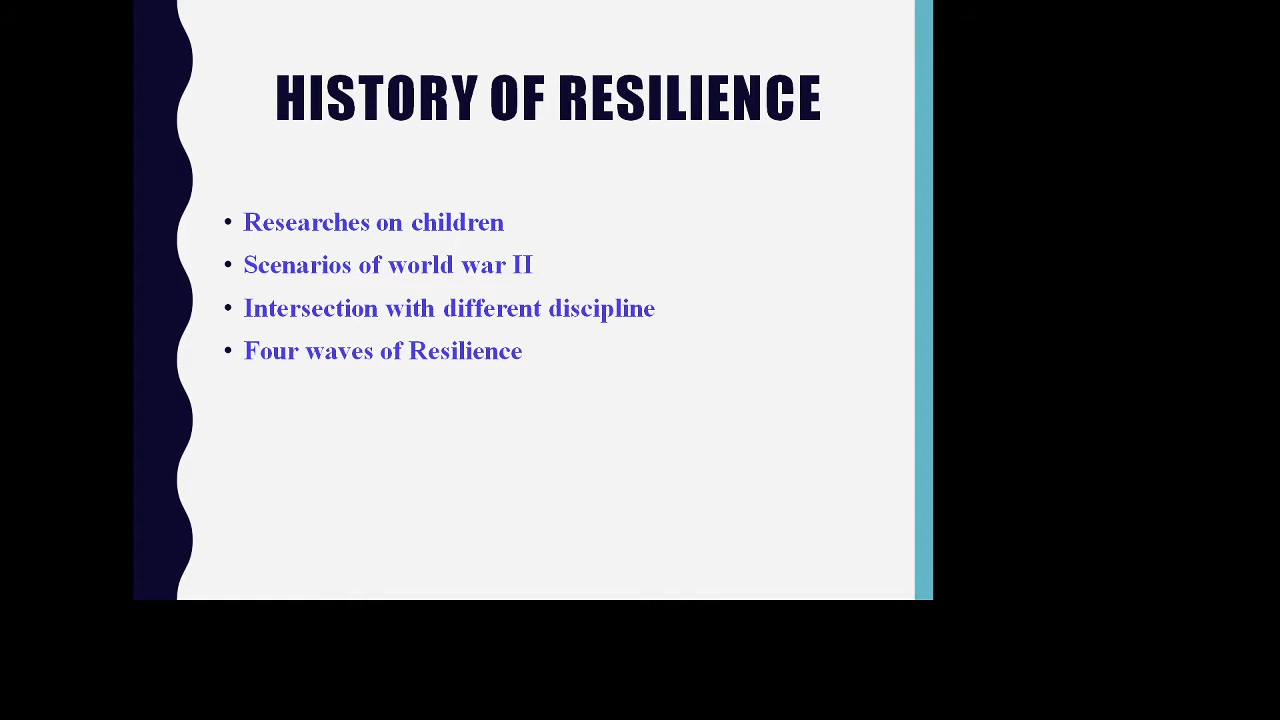 HISTORY OF RESILIENCE
• Researches on children
• Scenarios of world war II
• Intersection with different discipline
• Four waves of Resilience